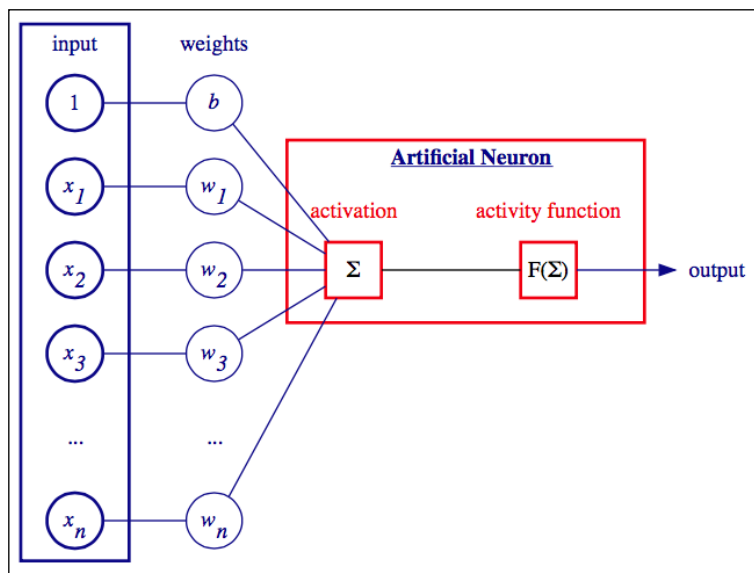 input weights
1 b
Artificial Neuron
x1 w1
activation activity function
x2 w2 Σ F(Σ) output
x3 w3
... ...
xn wn